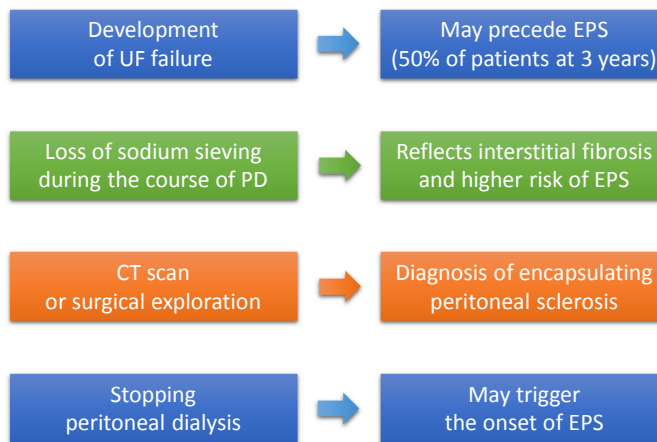 Development
of UF failure
May precede EPS
(50% of patients at 3 years)
Loss of sodium sieving
during the course of PD
Reflects interstitial fibrosis
and higher risk of EPS
CT scan
or surgical exploration
Diagnosis of encapsulating
peritoneal sclerosis
Stopping
peritoneal dialysis
May trigger
the onset of EPS